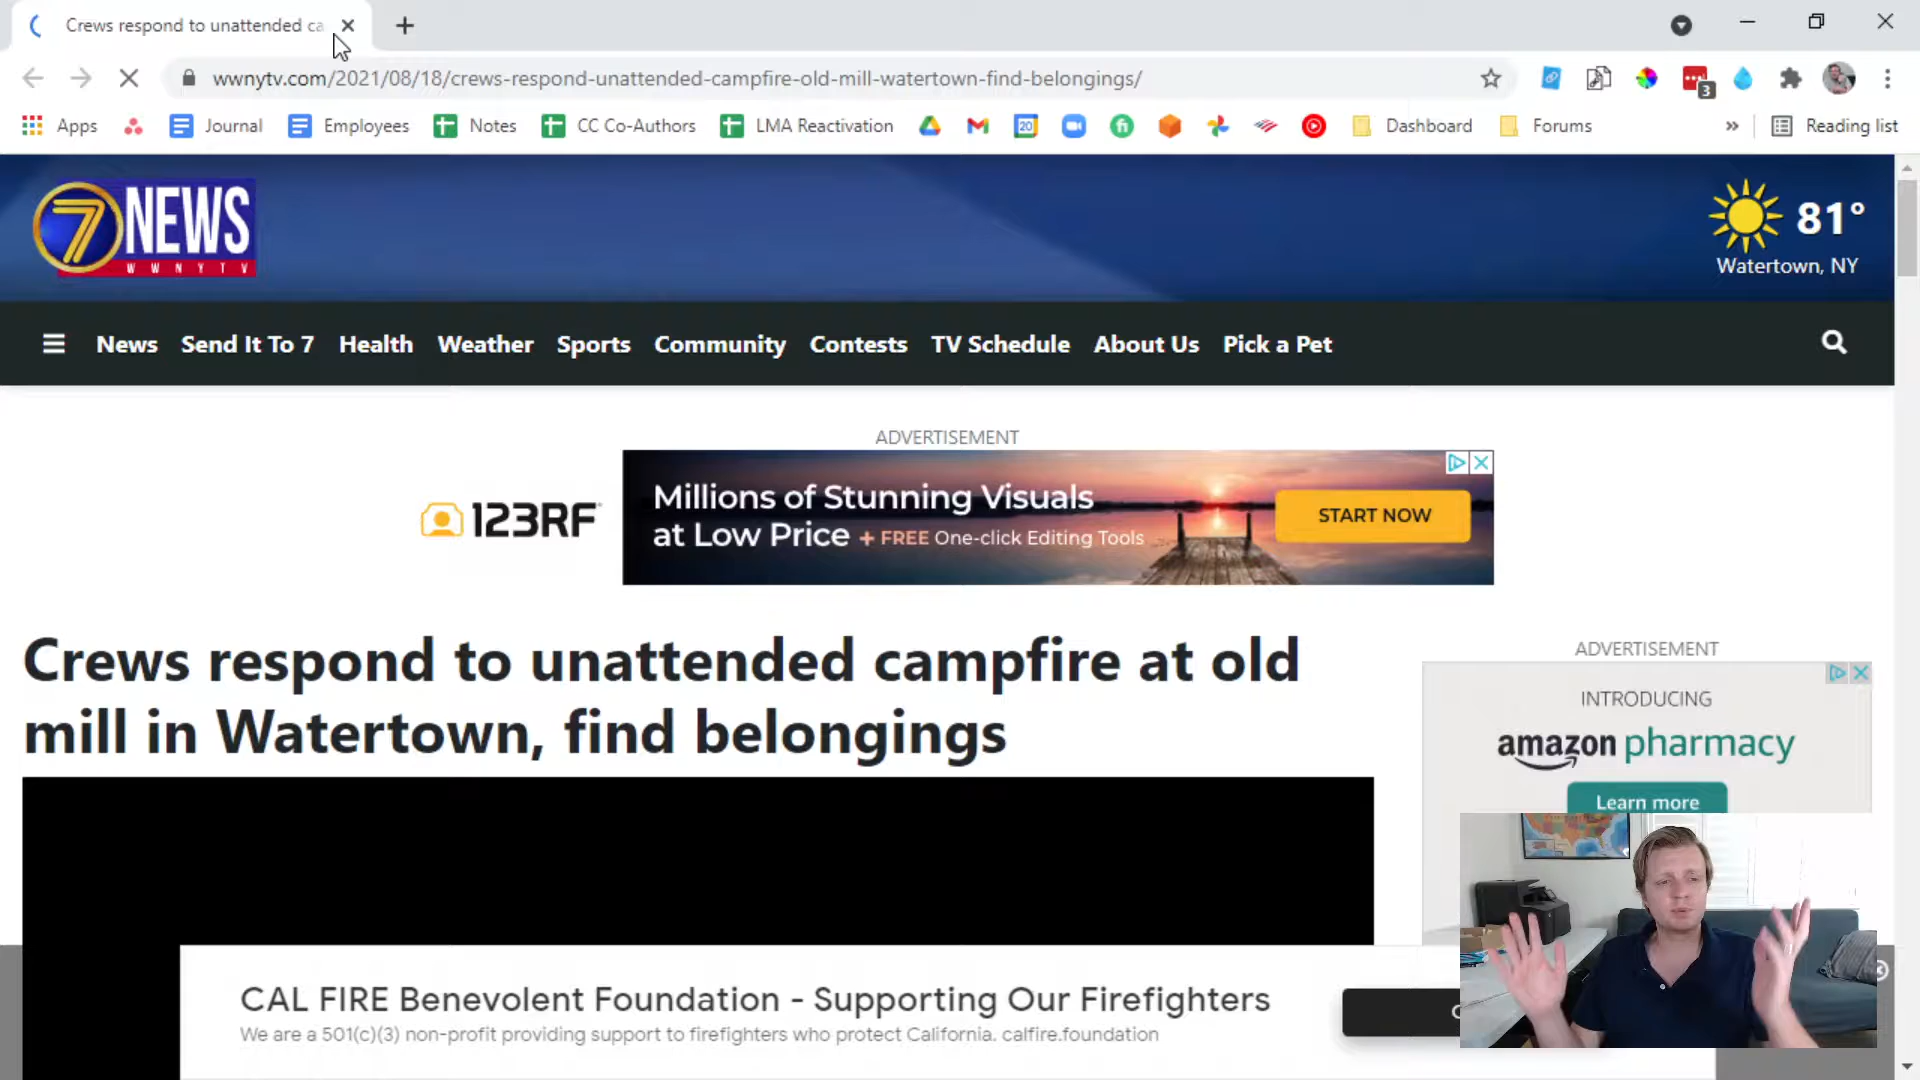 Crews respond to unattended ca
wwnytv.com/2021/08/18/crews-respond-unattended-campfire-old-mill-watertown-find-belongings/
3
Apps Journal Employees Notes CC Co-Authors LMA Reactivation 20 Dashboard Forums » Reading list
7 NEWS
WWNYTV
81°
Watertown, NY
News Send It To 7 Health Weather Sports Community Contests TV Schedule About Us Pick a Pet
ADVERTISEMENT
123RF
Millions of Stunning Visuals
at Low Price + FREE One-click Editing Tools
START NOW
Crews respond to unattended campfire at old
mill in Watertown, find belongings
ADVERTISEMENT
INTRODUCING
amazon pharmacy
Learn more
CAL FIRE Benevolent Foundation - Supporting Our Firefighters
We are a 501(c)(3) non-profit providing support to firefighters who protect California. calfire.foundation